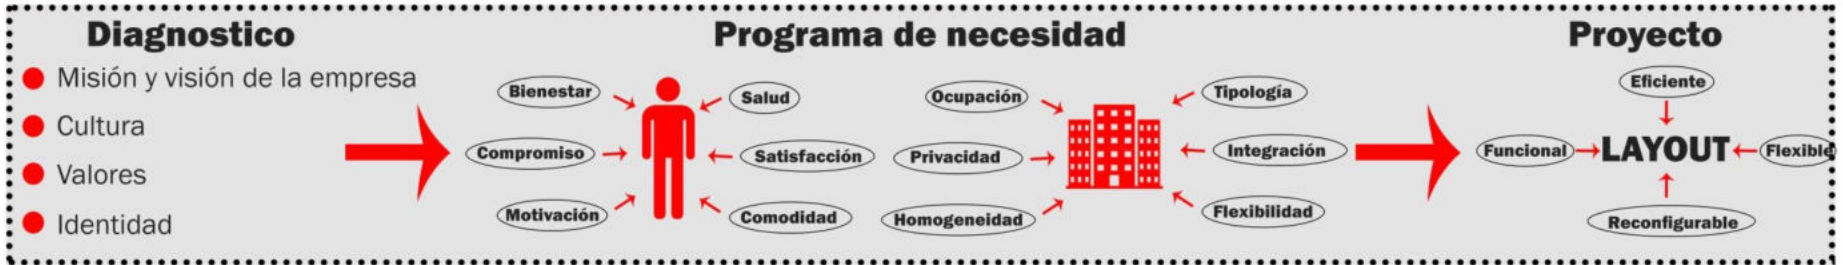 Diagnostico
Misión y visión de la empresa
Cultura
Valores
Identidad
Programa de necesidad
Bienestar
Compromiso
Motivación
Salud
Satisfacción
Comodidad
Ocupación
Privacidad
Homogeneidad
Tipología
Integración
Flexibilidad
Proyecto
Eficiente
Funcional
LAYOUT
Flexible
Reconfigurable